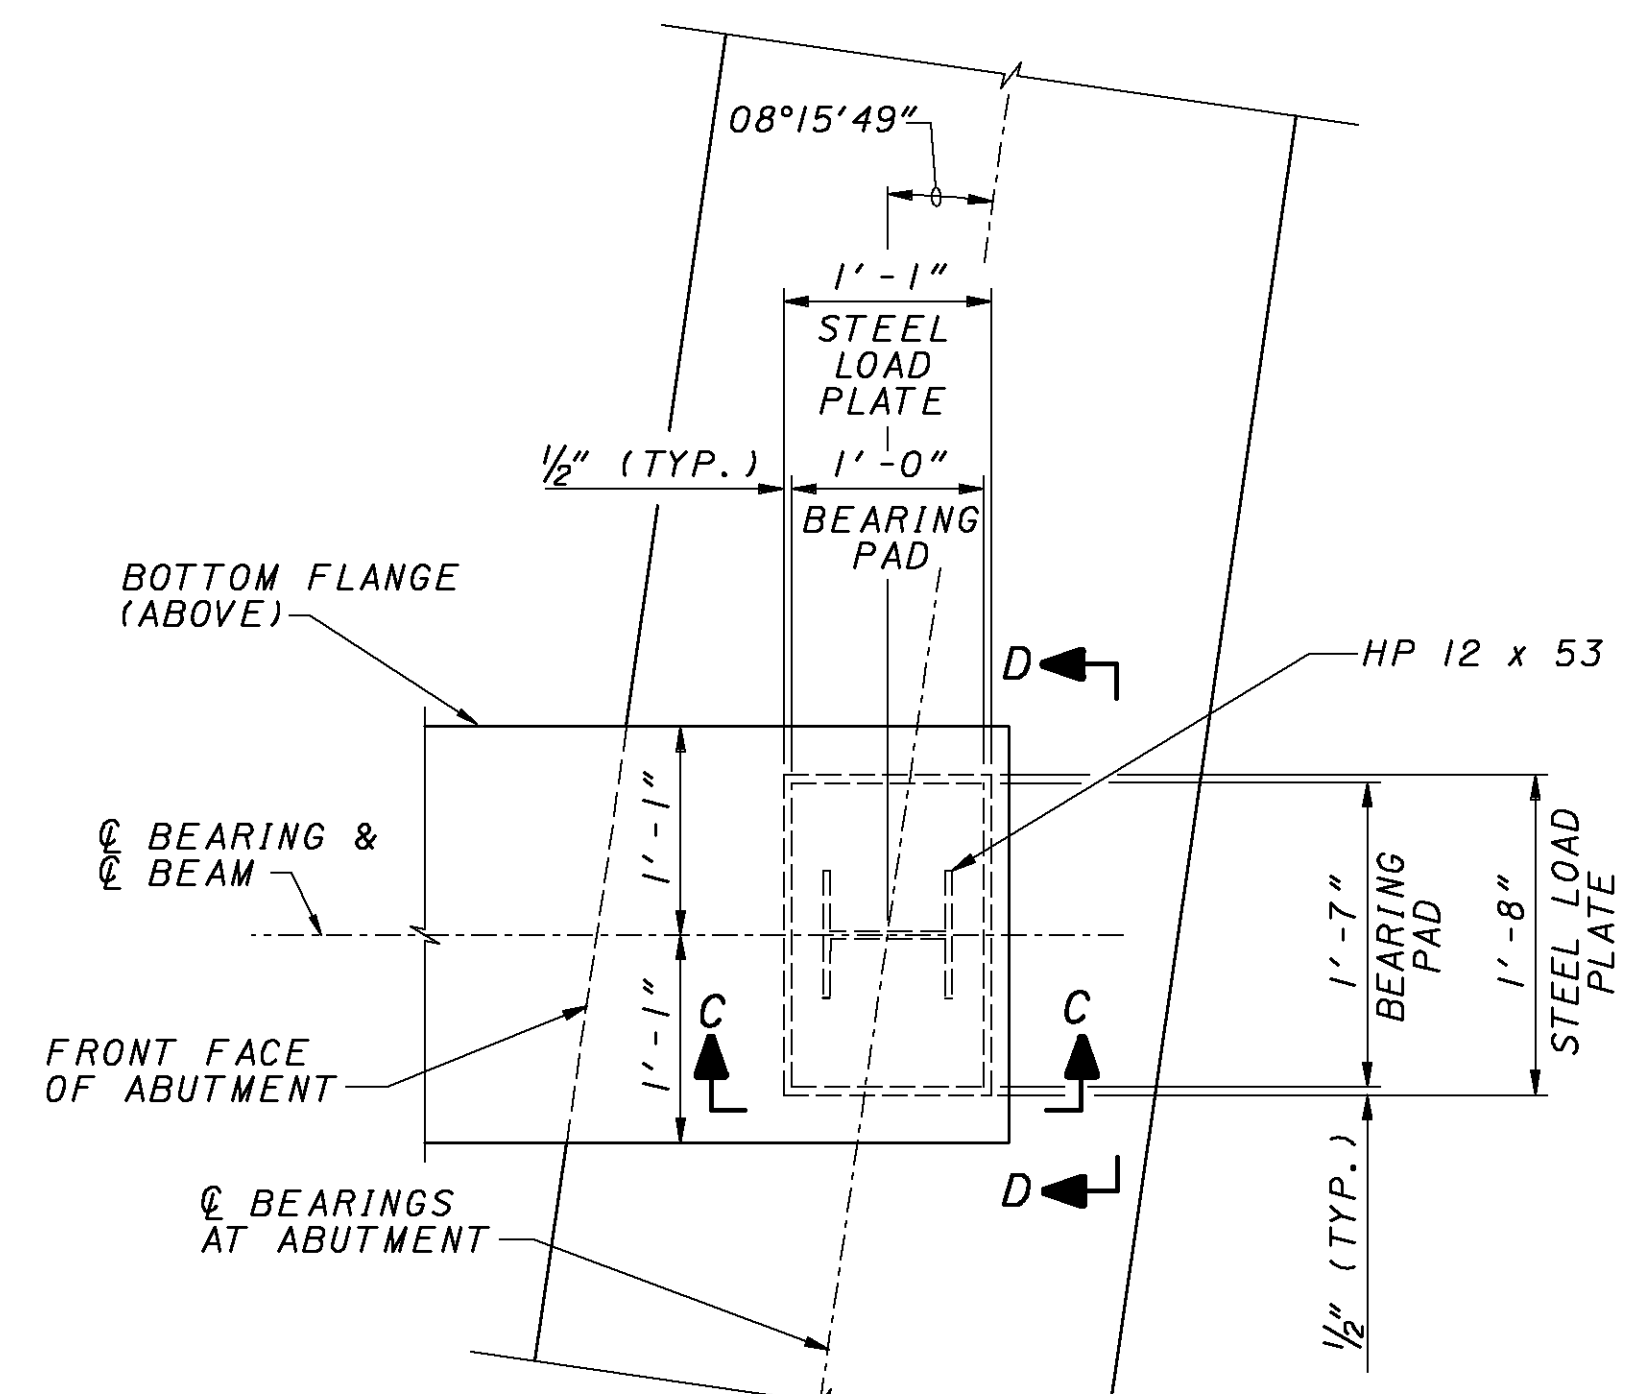 08°15'49"
1'-1"
STEEL
LOAD
PLATE
1/2" (TYP.)
1'-0"
BEARING
PAD
BOTTOM FLANGE
(ABOVE)
D
HP 12 x 53
1'-1"
℄ BEARING &
℄ BEAM
1'-7"
BEARING
PAD
1'-8"
STEEL LOAD
PLATE
1'-1"
C
C
FRONT FACE
OF ABUTMENT
D
℄ BEARINGS
AT ABUTMENT
1/2" (TYP.)